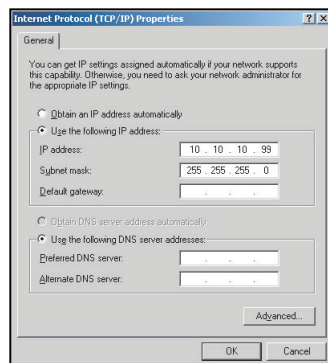 Internet Protocol (TCP/IP) Properties
General
You can get IP settings assigned automatically if your network supports
this capability. Otherwise, you need to ask your network administrator for
the appropriate IP settings.
Obtain an IP address automatically
Use the following IP address:
IP address: 10 . 10 . 10 . 99
Subnet mask: 255 . 255 . 255 . 0
Default gateway: . . .
Obtain DNS server address automatically
Use the following DNS server addresses:
Preferred DNS server: . . .
Alternate DNS server: . . .
Advanced...
OK Cancel